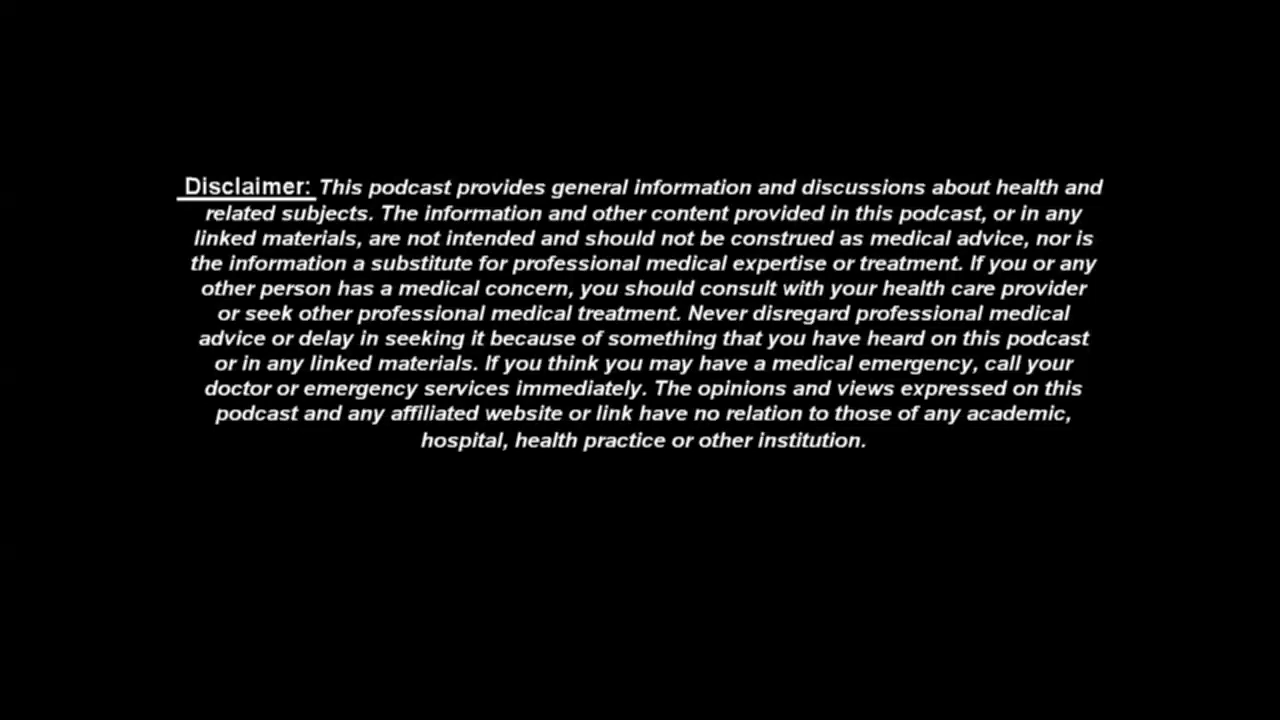 Disclaimer: This podcast provides general information and discussions about health and
related subjects. The information and other content provided in this podcast, or in any
linked materials, are not intended and should not be construed as medical advice, nor is
the information a substitute for professional medical expertise or treatment. If you or any
other person has a medical concern, you should consult with your health care provider
or seek other professional medical treatment. Never disregard professional medical
advice or delay in seeking it because of something that you have heard on this podcast
or in any linked materials. If you think you may have a medical emergency, call your
doctor or emergency services immediately. The opinions and views expressed on this
podcast and any affiliated website or link have no relation to those of any academic,
hospital, health practice or other institution.